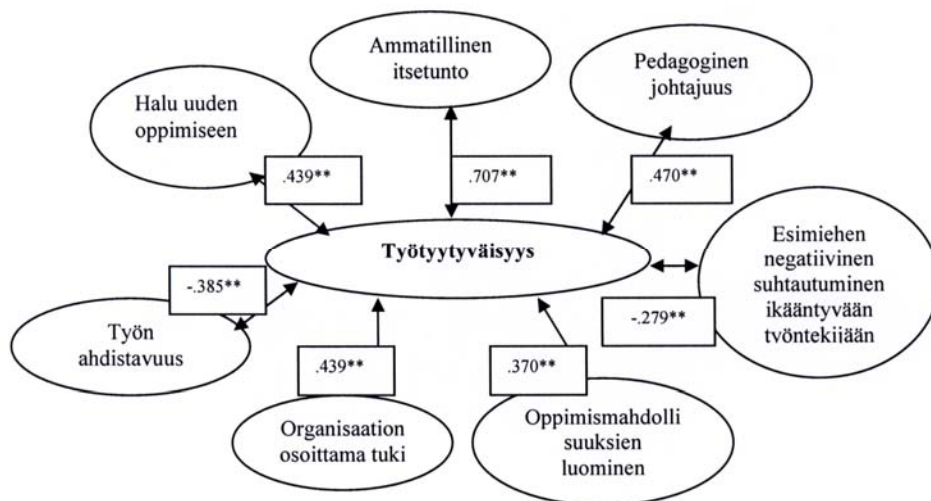 Ammatillinen
itsetunto
Pedagoginen
johtajuus
Halu uuden
oppimiseen
.439**
.707**
.470**
Työtyytyväisyys
Esimiehen
negatiivinen
suhtautuminen
ikääntyvään
työntekijään
-.385**
-.279**
Työn
ahdistavuus
.439**
.370**
Organisaation
osoittama tuki
Oppimismahdolli
suuksien
luominen